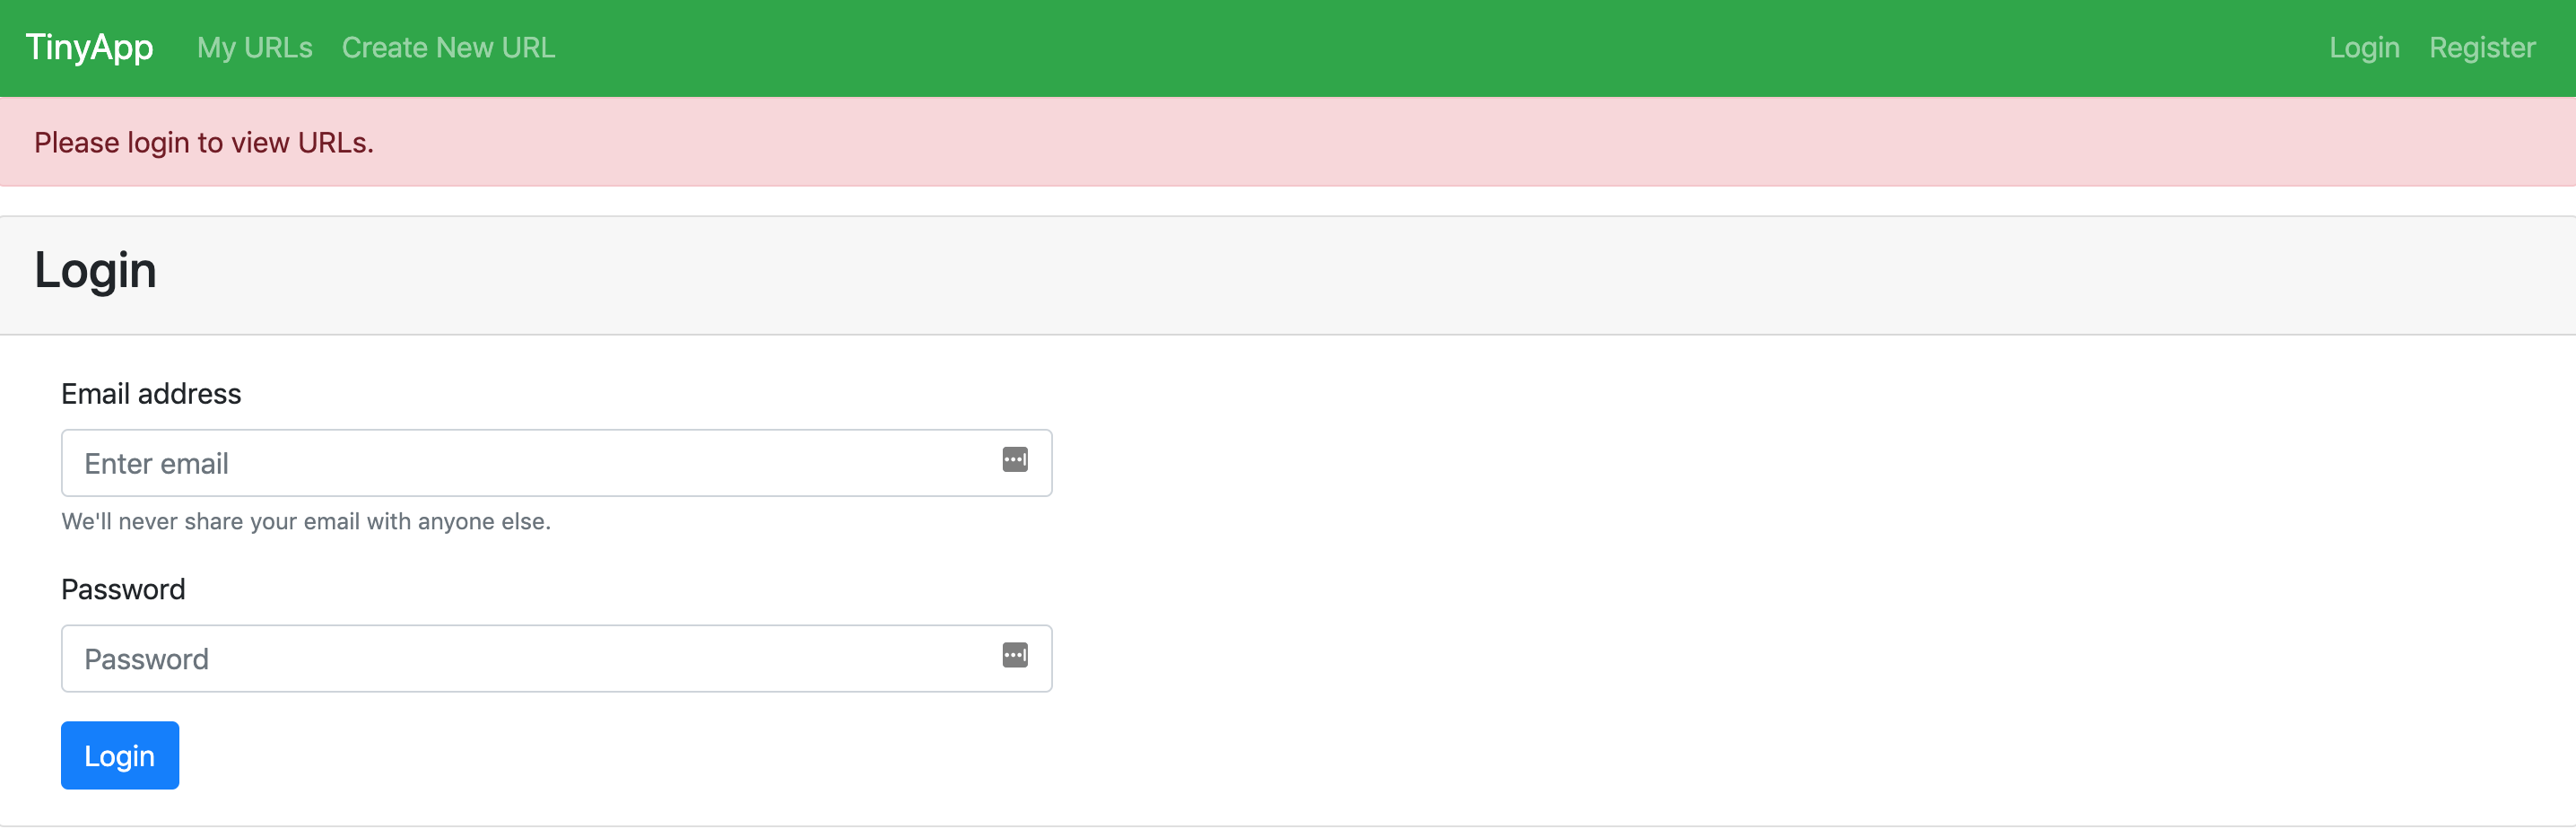 TinyApp My URLs Create New URL Login Register
Please login to view URLs.
Login
Email address
Enter email
We'll never share your email with anyone else.
Password
Password
Login